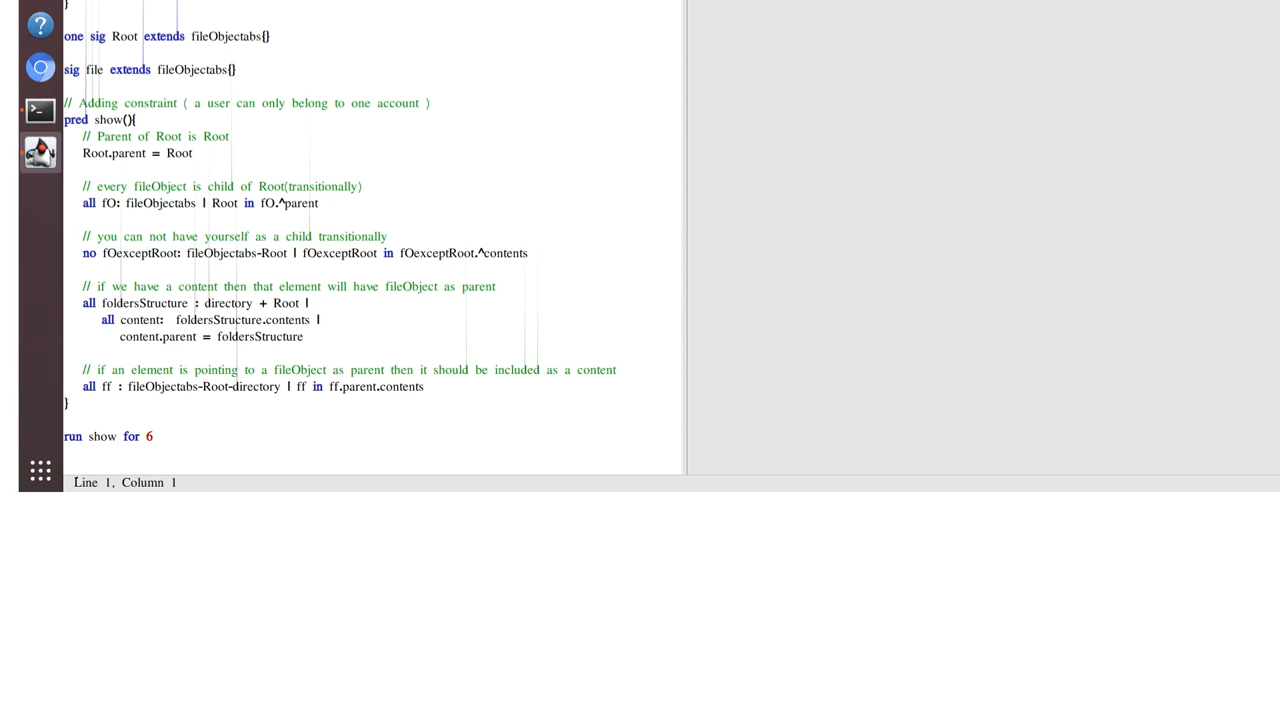 }
one sig Root extends fileObjectabs{}
sig file extends fileObjectabs{}
// Adding constraint ( a user can only belong to one account )
pred show(){
// Parent of Root is Root
Root.parent = Root
// every fileObject is child of Root(transitionally)
all fO: fileObjectabs | Root in fO.^parent
// you can not have yourself as a child transitionally
no fOexceptRoot: fileObjectabs-Root | fOexceptRoot in fOexceptRoot.^contents
// if we have a content then that element will have fileObject as parent
all foldersStructure : directory + Root |
all content: foldersStructure.contents |
content.parent = foldersStructure
// if an element is pointing to a fileObject as parent then it should be included as a content
all ff : fileObjectabs-Root-directory | ff in ff.parent.contents
}
run show for 6
Line 1, Column 1